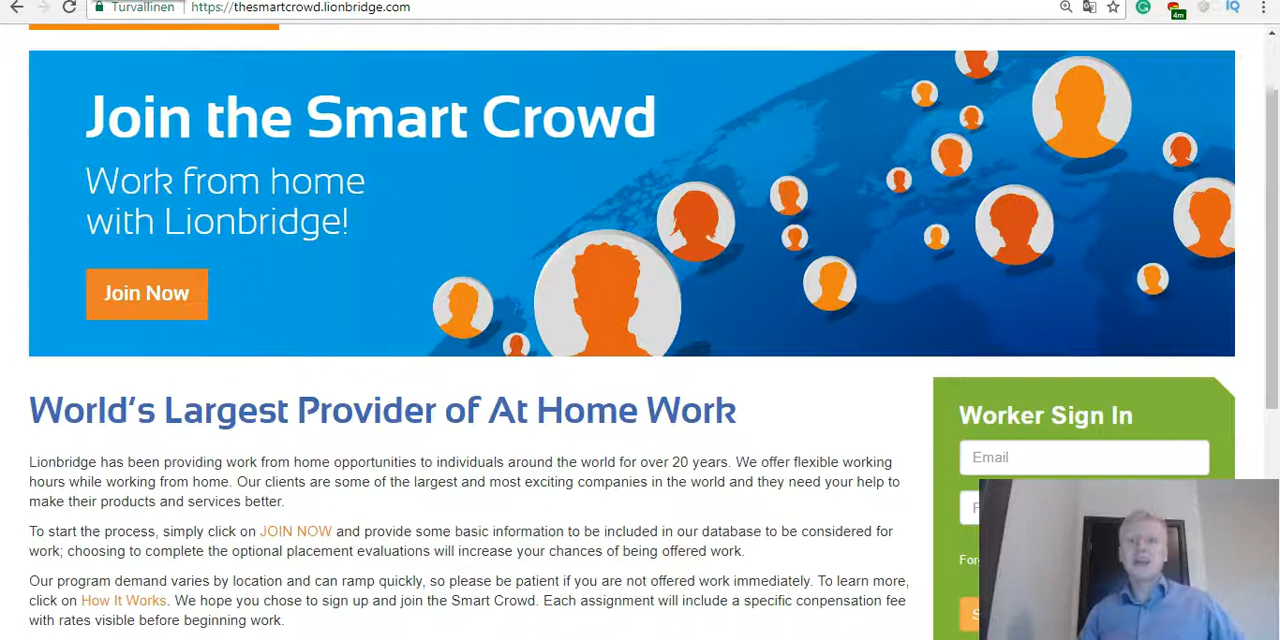 Turvallinen
https://thesmartcrowd.lionbridge.com
4m
IQ
Join the Smart Crowd
Work from home
with Lionbridge!
Join Now
World's Largest Provider of At Home Work
Lionbridge has been providing work from home opportunities to individuals around the world for over 20 years. We offer flexible working
hours while working from home. Our clients are some of the largest and most exciting companies in the world and they need your help to
make their products and services better.
To start the process, simply click on JOIN NOW and provide some basic information to be included in our database to be considered for
work; choosing to complete the optional placement evaluations will increase your chances of being offered work.
Our program demand varies by location and can ramp quickly, so please be patient if you are not offered work immediately. To learn more,
click on How It Works. We hope you chose to sign up and join the Smart Crowd. Each assignment will include a specific conpensation fee
with rates visible before beginning work.
Worker Sign In
Email